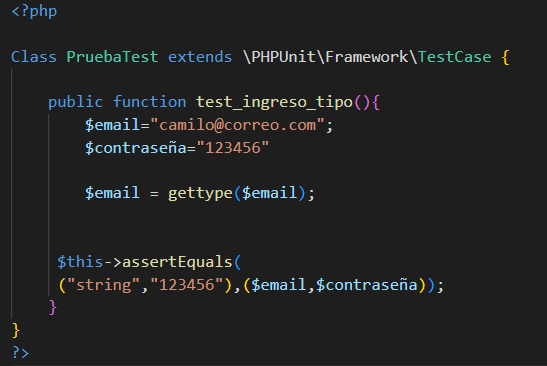 <?php
Class PruebaTest extends \PHPUnit\Framework\TestCase {
public function test_ingreso_tipo(){
$email="camilo@correo.com";
$contraseña="123456"
$email = gettype($email);
$this->assertEquals(
("string","123456"),($email,$contraseña));
}
}
?>